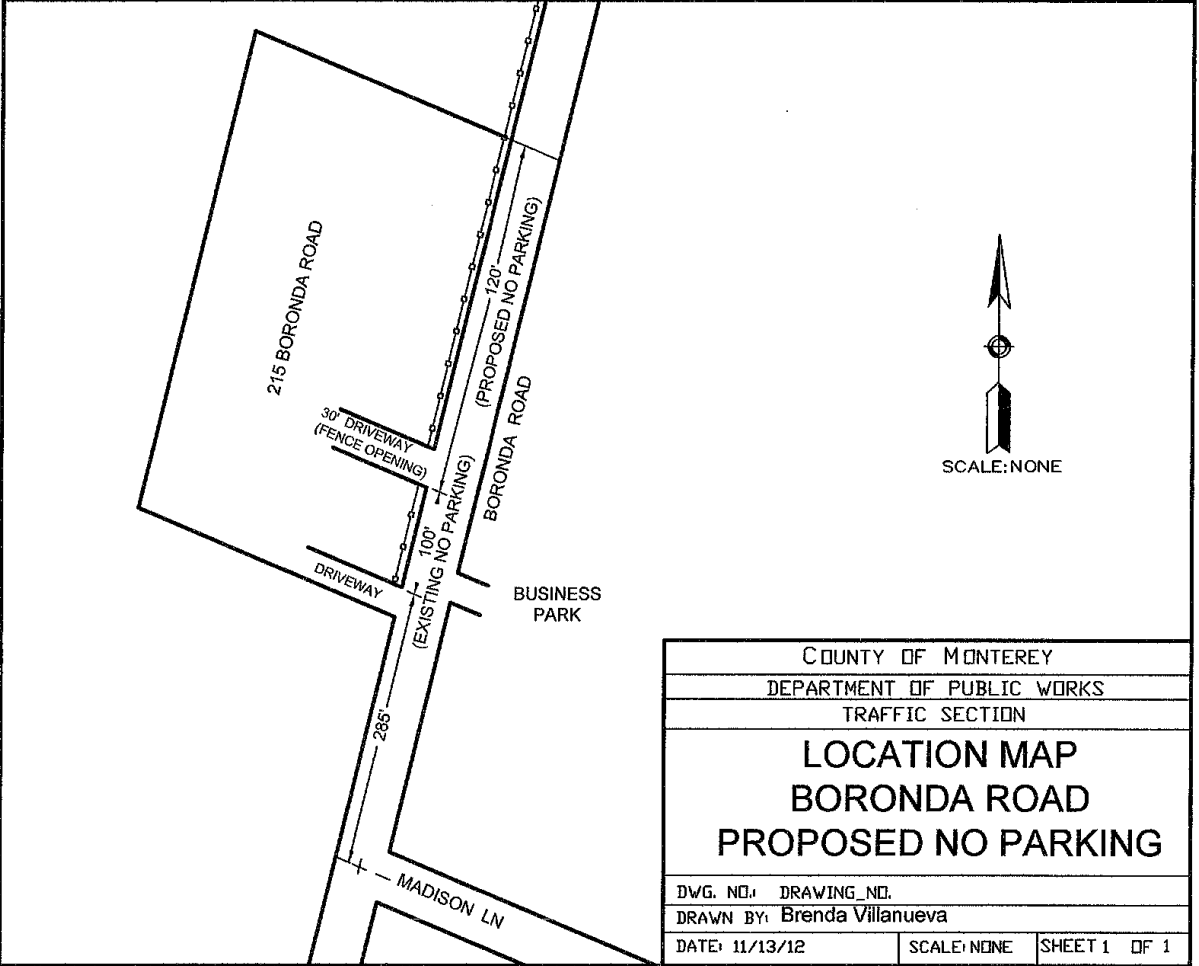 215 BORONDA ROAD
120'
(PROPOSED NO PARKING)
30' DRIVEWAY
(FENCE OPENING)
BORONDA ROAD
100'
(EXISTING NO PARKING)
DRIVEWAY
BUSINESS
PARK
285'
MADISON LN
SCALE:NONE
COUNTY OF MONTEREY
DEPARTMENT OF PUBLIC WORKS
TRAFFIC SECTION
LOCATION MAP
BORONDA ROAD
PROPOSED NO PARKING
DWG. NO.: DRAWING_NO.
DRAWN BY: Brenda Villanueva
DATE: 11/13/12
SCALE: NONE
SHEET 1 OF 1